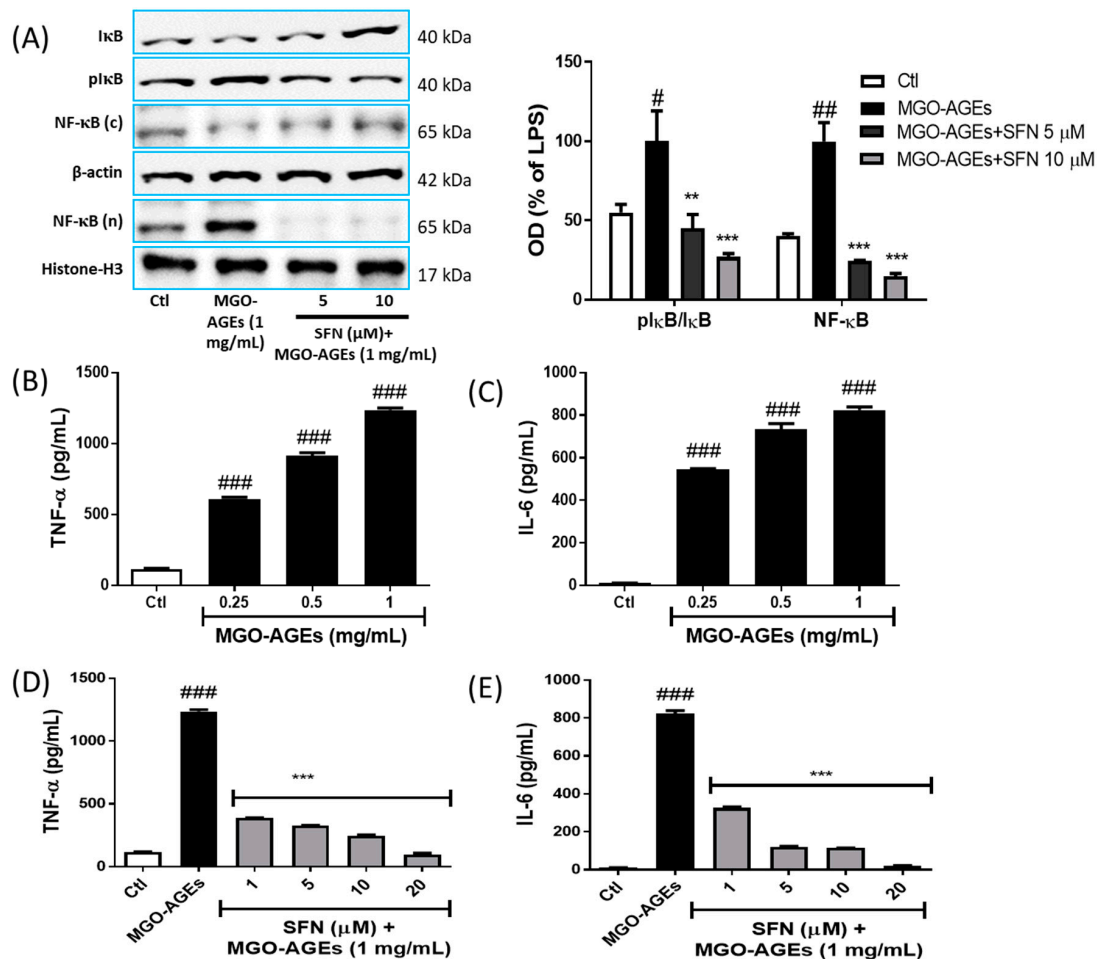 (A)
IκB
40 kDa
pIκB
40 kDa
NF-κB (c)
65 kDa
β-actin
42 kDa
NF-κB (n)
65 kDa
Histone-H3
17 kDa
Ctl
MGO-
AGEs (1
mg/mL)
5
10
SFN (μM)+
MGO-AGEs (1 mg/mL)
OD (% of LPS)
150
100
50
0
#
**
***
##
***
***
pIκB/IκB
NF-κB
Ctl
MGO-AGEs
MGO-AGEs+SFN 5 μM
MGO-AGEs+SFN 10 μM
(B)
TNF-α (pg/mL)
1500
1000
500
0
###
###
###
Ctl
0.25
0.5
1
MGO-AGEs (mg/mL)
(C)
IL-6 (pg/mL)
1000
800
600
400
200
0
###
###
###
Ctl
0.25
0.5
1
MGO-AGEs (mg/mL)
(D)
TNF-α (pg/mL)
1500
1000
500
0
###
***
Ctl
MGO-AGEs
1
5
10
20
SFN (μM) +
MGO-AGEs (1 mg/mL)
(E)
IL-6 (pg/mL)
1000
800
600
400
200
0
###
***
Ctl
MGO-AGEs
1
5
10
20
SFN (μM) +
MGO-AGEs (1 mg/mL)